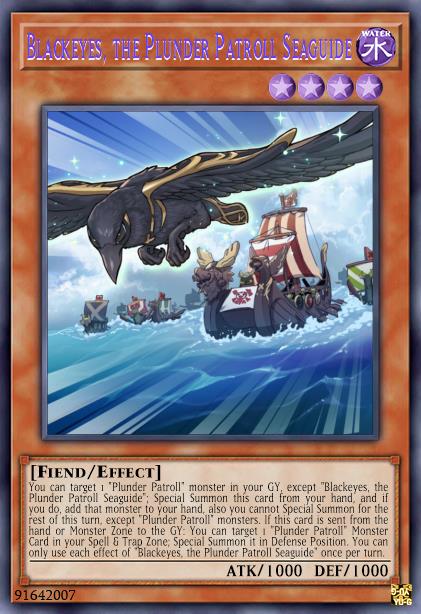 Blackeyes, the Plunder Patroll Seaguide
WATER
水
[Fiend/Effect]
You can target 1 "Plunder Patroll" monster in your GY, except "Blackeyes, the
Plunder Patroll Seaguide"; Special Summon this card from your hand, and if
you do, add that monster to your hand, also you cannot Special Summon for the
rest of this turn, except "Plunder Patroll" monsters. If this card is sent from the
hand or Monster Zone to the GY: You can target 1 "Plunder Patroll" Monster
Card in your Spell & Trap Zone; Special Summon it in Defense Position. You can
only use each effect of "Blackeyes, the Plunder Patroll Seaguide" once per turn.
ATK/1000 DEF/1000
91642007